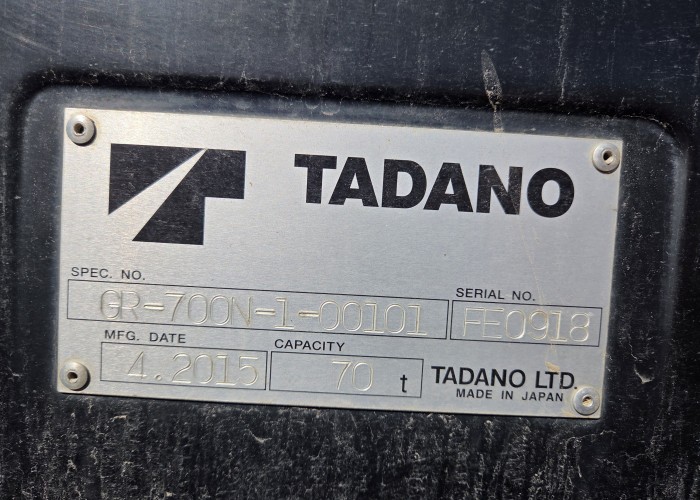 TADANO
SPEC. NO.
GR-700N-1-00101
SERIAL NO.
FE0918
MFG. DATE
4.2015
CAPACITY
70 t
TADANO LTD.
MADE IN JAPAN